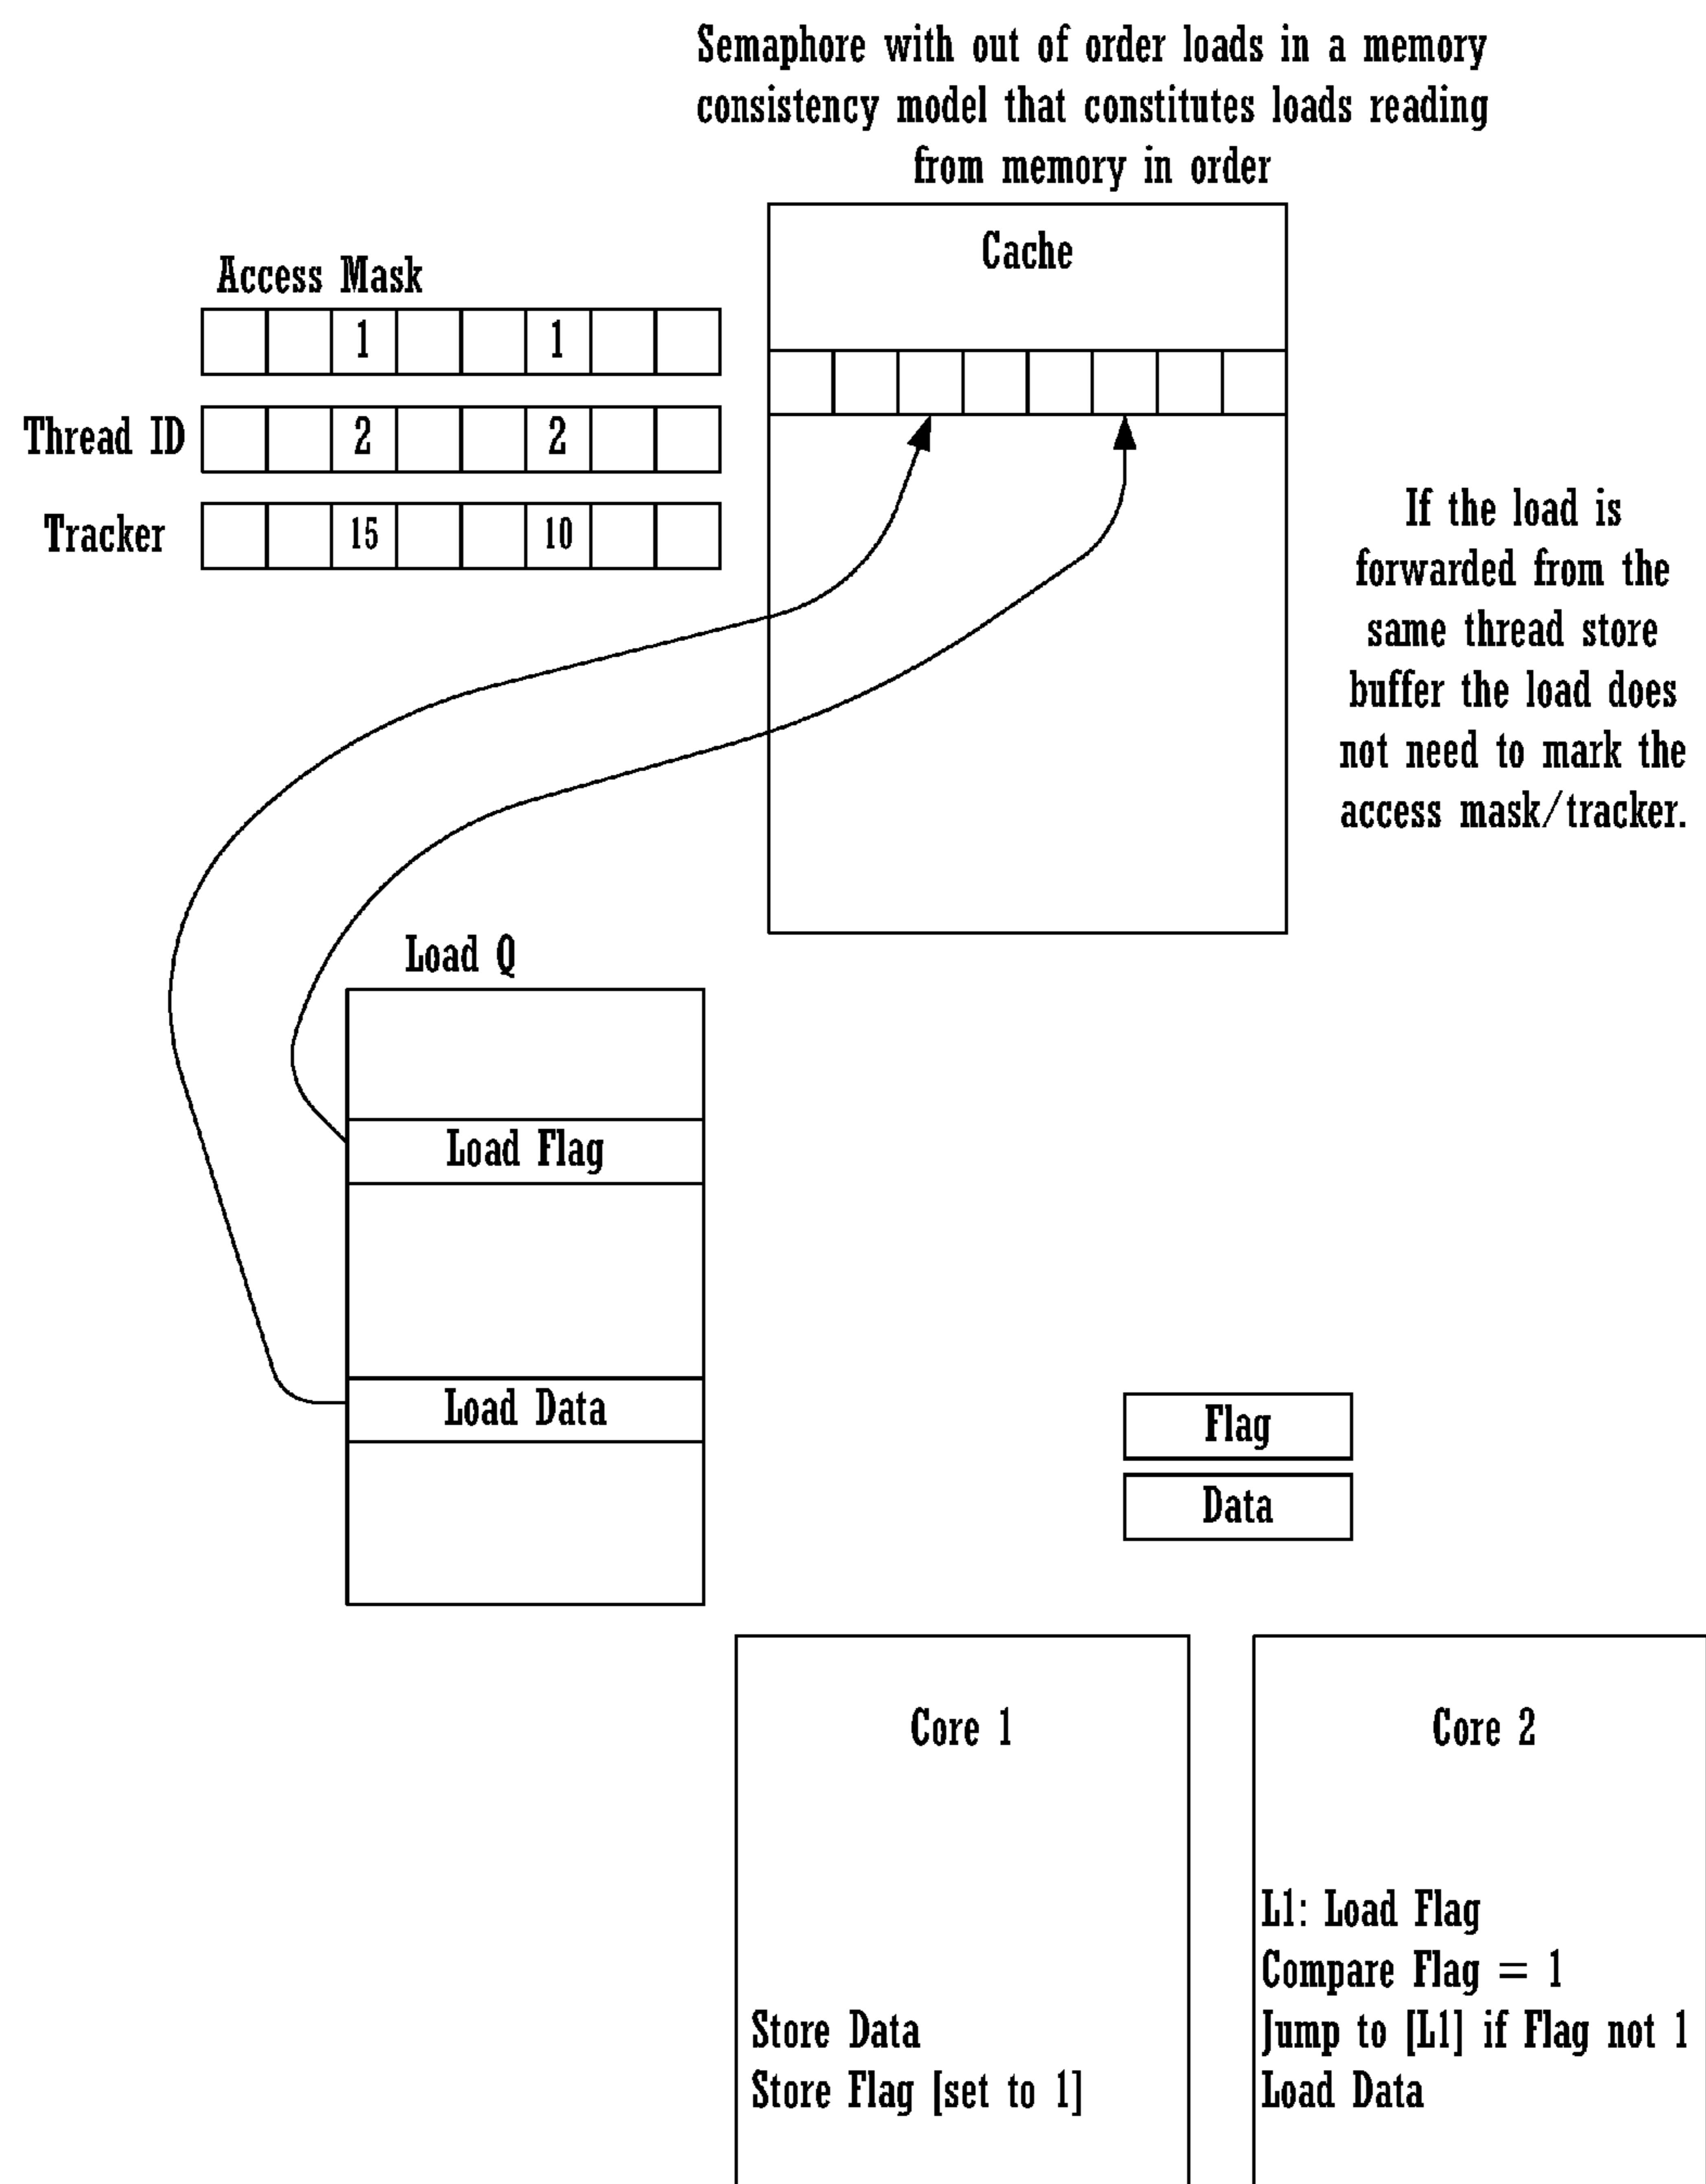 Semaphore with out of order loads in a memory
consistency model that constitutes loads reading
from memory in order
Cache
Access Mask
1 1
Thread ID 2 2
Tracker 15 10
If the load is
forwarded from the
same thread store
buffer the load does
not need to mark the
access mask/tracker.
Load Q
Load Flag
Load Data
Flag
Data
Core 1
Store Data
Store Flag [set to 1]
Core 2
L1: Load Flag
Compare Flag = 1
Jump to [L1] if Flag not 1
Load Data